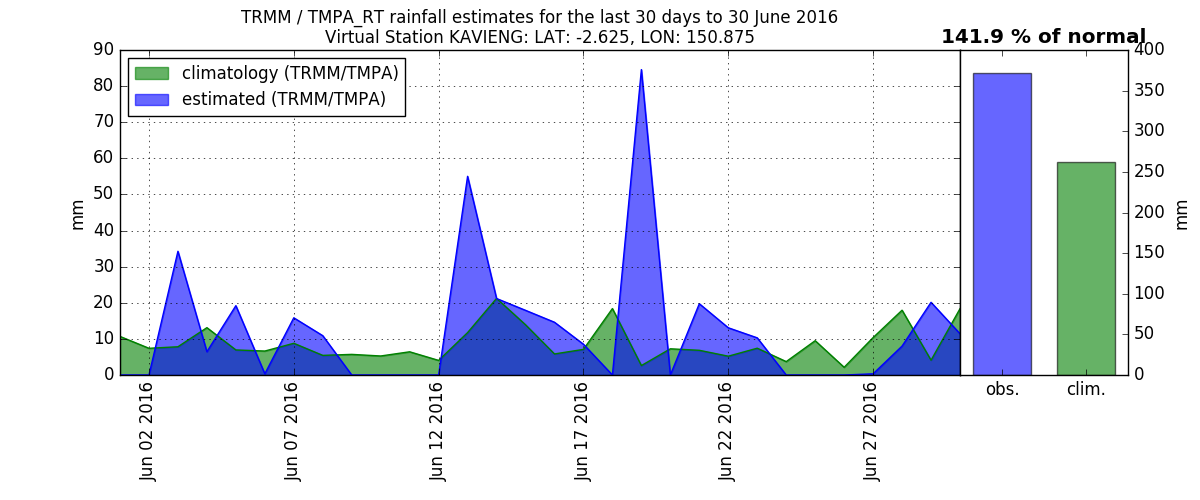 TRMM / TMPA_RT rainfall estimates for the last 30 days to 30 June 2016
Virtual Station KAVIENG: LAT: -2.625, LON: 150.875
141.9 % of normal
climatology (TRMM/TMPA)
estimated (TRMM/TMPA)
90
80
70
60
50
40
30
20
10
0
mm
Jun 02 2016
Jun 07 2016
Jun 12 2016
Jun 17 2016
Jun 22 2016
Jun 27 2016
400
350
300
250
200
150
100
50
0
mm
obs.
clim.